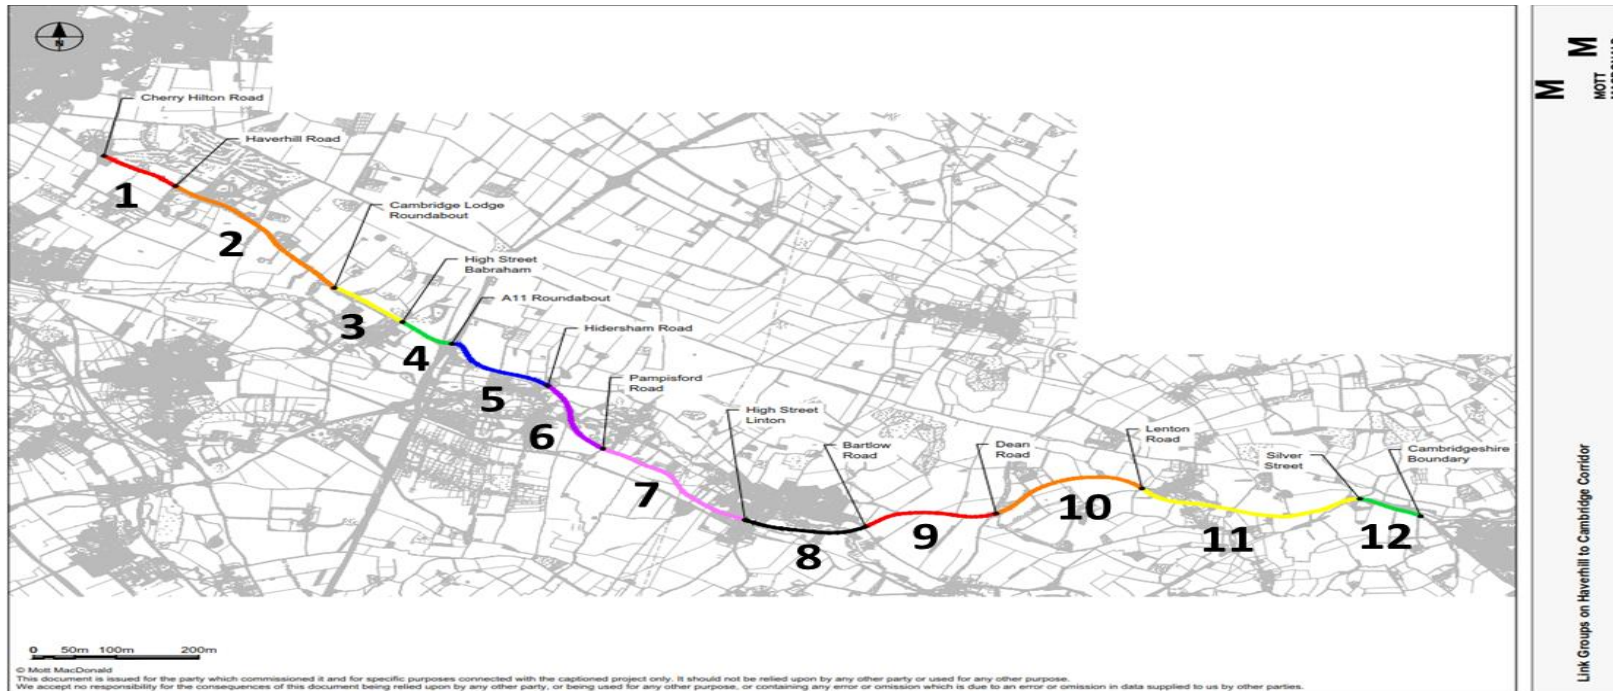 N
Cherry Hilton Road
Haverhill Road
Cambridge Lodge
Roundabout
High Street
Babraham
A11 Roundabout
Hidersham Road
Pampisford
Road
High Street
Linton
Bartlow
Road
Dean
Road
Lenton
Road
Silver
Street
Cambridgeshire
Boundary
1
2
3
4
5
6
7
8
9
10
11
12
0 50m 100m 200m
© Mott MacDonald
This document is issued for the party which commissioned it and for specific purposes connected with the captioned project only. It should not be relied upon by any other party or used for any other purpose.
We accept no responsibility for the consequences of this document being relied upon by any other party, or being used for any other purpose, or containing any error or omission which is due to an error or omission in data supplied to us by other parties.
M M
MOTT
Link Groups on Haverhill to Cambridge Corridor